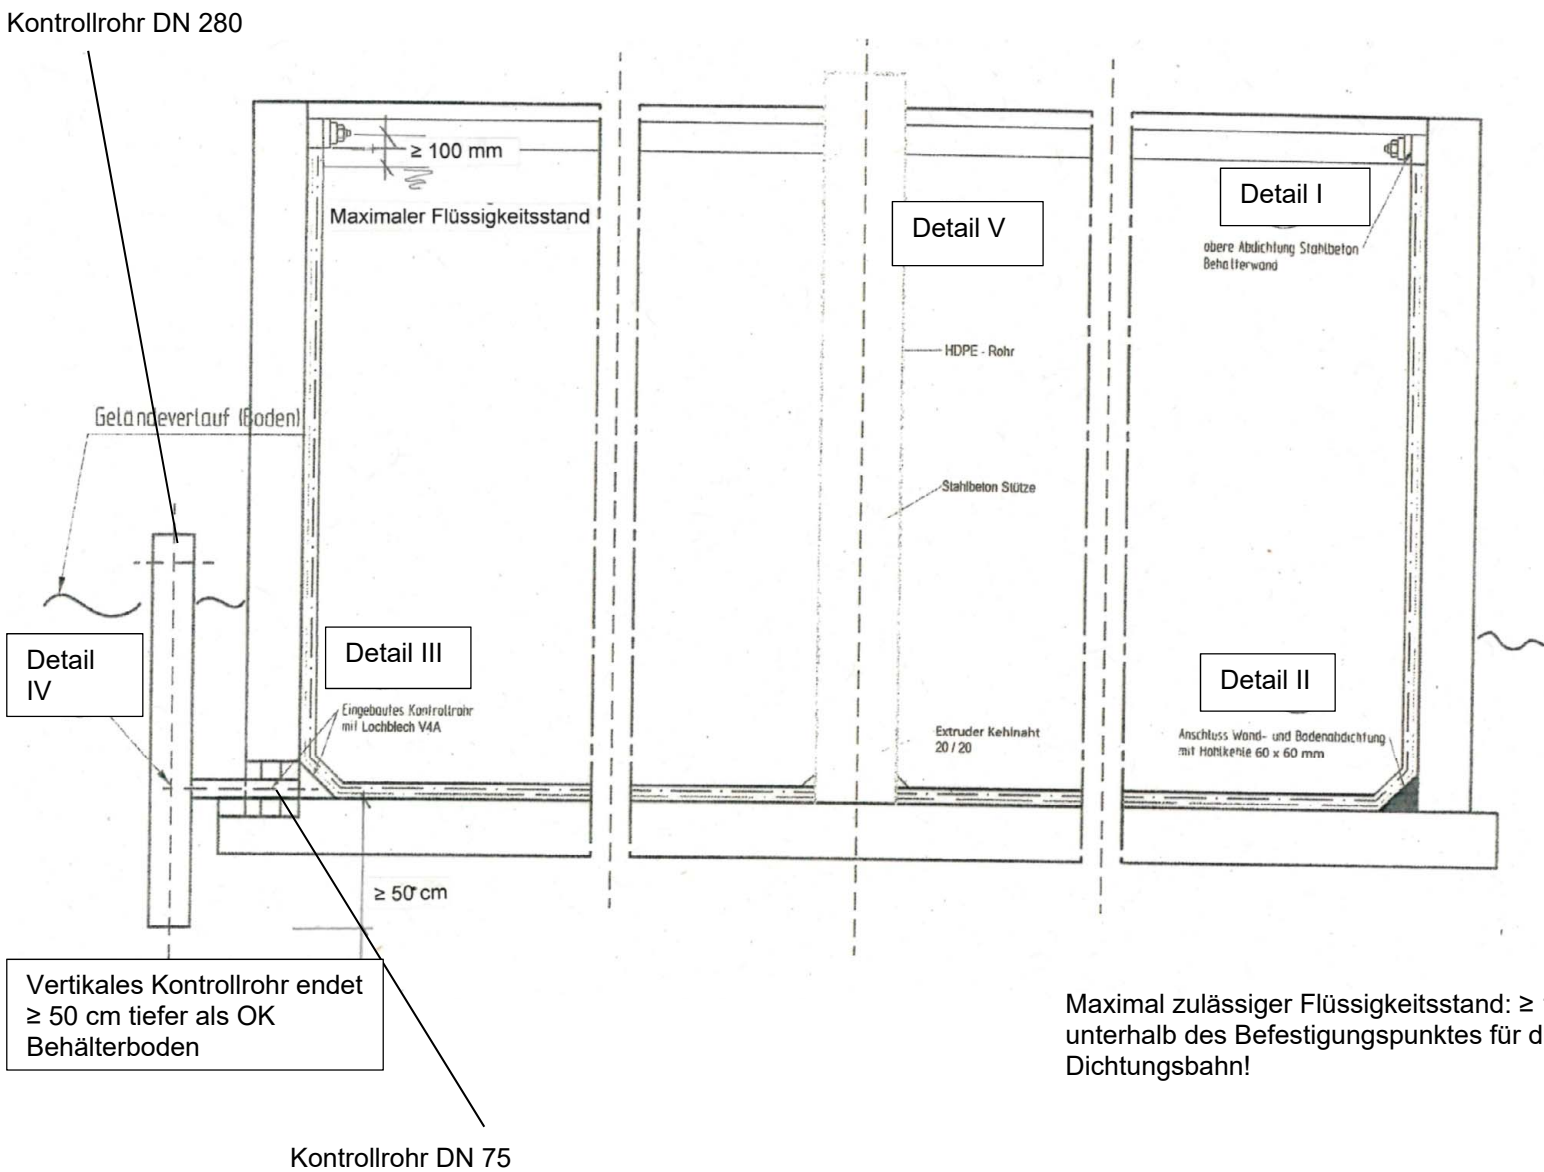 Kontrollrohr DN 280
≥ 100 mm
Maximaler Flüssigkeitsstand
Detail I
obere Abdichtung Stahlbeton
Behälterwand
Detail V
HDPE - Rohr
Geländeverlauf (Boden)
Stahlbeton Stütze
Detail
IV
Detail III
Eingebautes Kontrollrohr
mit Lochblech V4A
Detail II
Extruder Kehlnaht
20 / 20
Anschluss Wand- und Bodenabdichtung
mit Hohlkehle 60 x 60 mm
≥ 50 cm
Vertikales Kontrollrohr endet
≥ 50 cm tiefer als OK
Behälterboden
Maximal zulässiger Flüssigkeitsstand: ≥
unterhalb des Befestigungspunktes für d
Dichtungsbahn!
Kontrollrohr DN 75